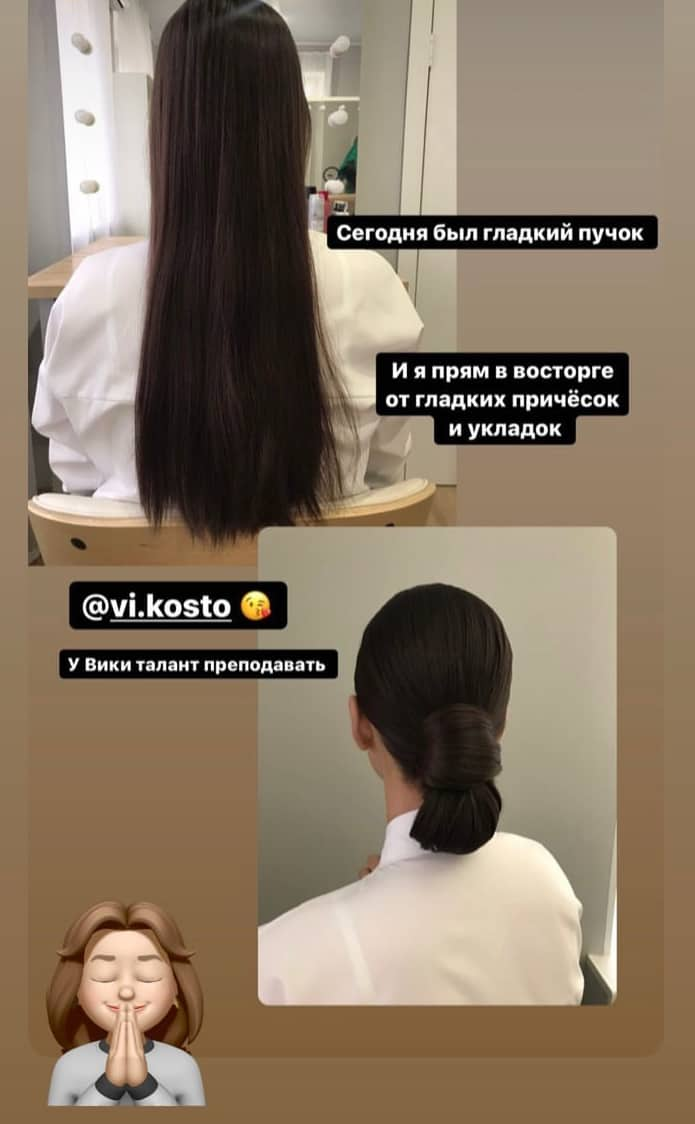 Сегодня был гладкий пучок
И я прям в восторге
от гладких причёсок
и укладок
@vi.kosto 😘
У Вики талант преподавать